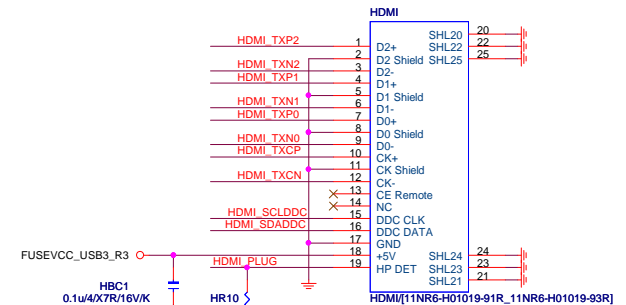 HDMI
HDMI_TXP2 1 D2+ SHL20 20
2 D2 Shield SHL22 22
HDMI_TXN2 3 D2- SHL25 25
HDMI_TXP1 4 D1+
5 D1 Shield
HDMI_TXN1 6 D1-
HDMI_TXP0 7 D0+
8 D0 Shield
HDMI_TXN0 9 D0-
HDMI_TXCP 10 CK+
11 CK Shield
HDMI_TXCN 12 CK-
13 CE Remote
14 NC
HDMI_SCLDDC 15 DDC CLK
HDMI_SDADDC 16 DDC DATA
17 GND
FUSEVCC_USB3_R3 18 +5V SHL24 24
HDMI_PLUG 19 HP DET SHL23 23
SHL21 21
HBC1
0.1u/4/X7R/16V/K HR10 HDMI/[11NR6-H01019-91R_11NR6-H01019-93R]